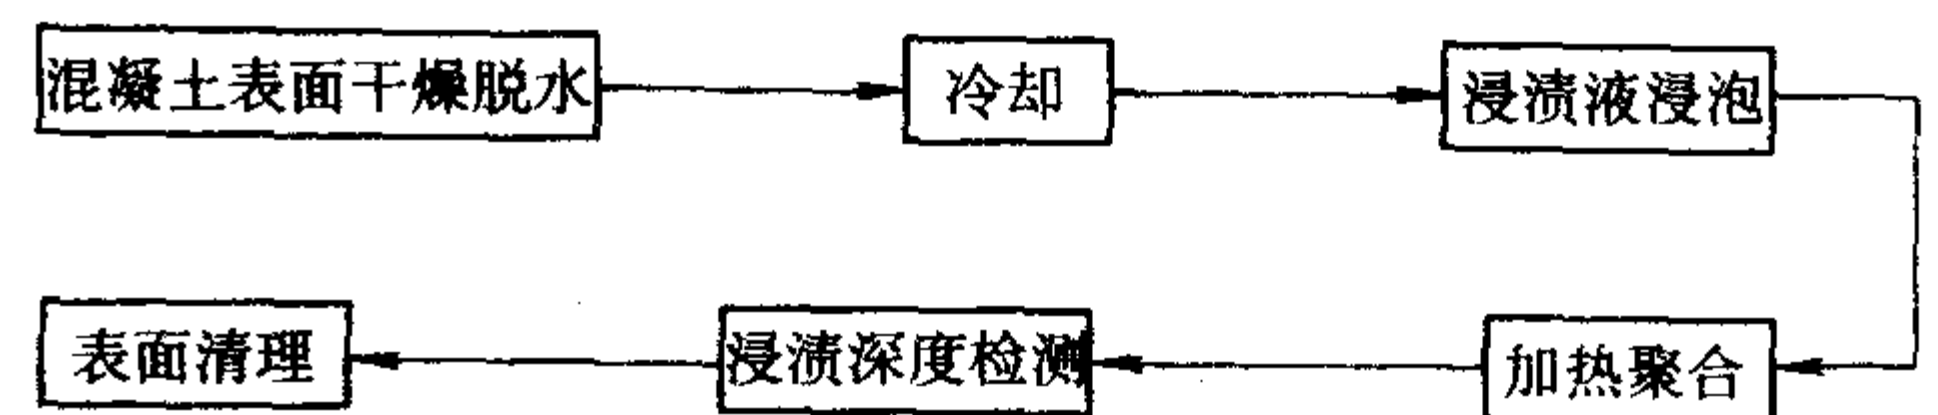 混凝土表面干燥脱水
冷却
浸渍液浸泡
加热聚合
浸渍深度检测
表面清理